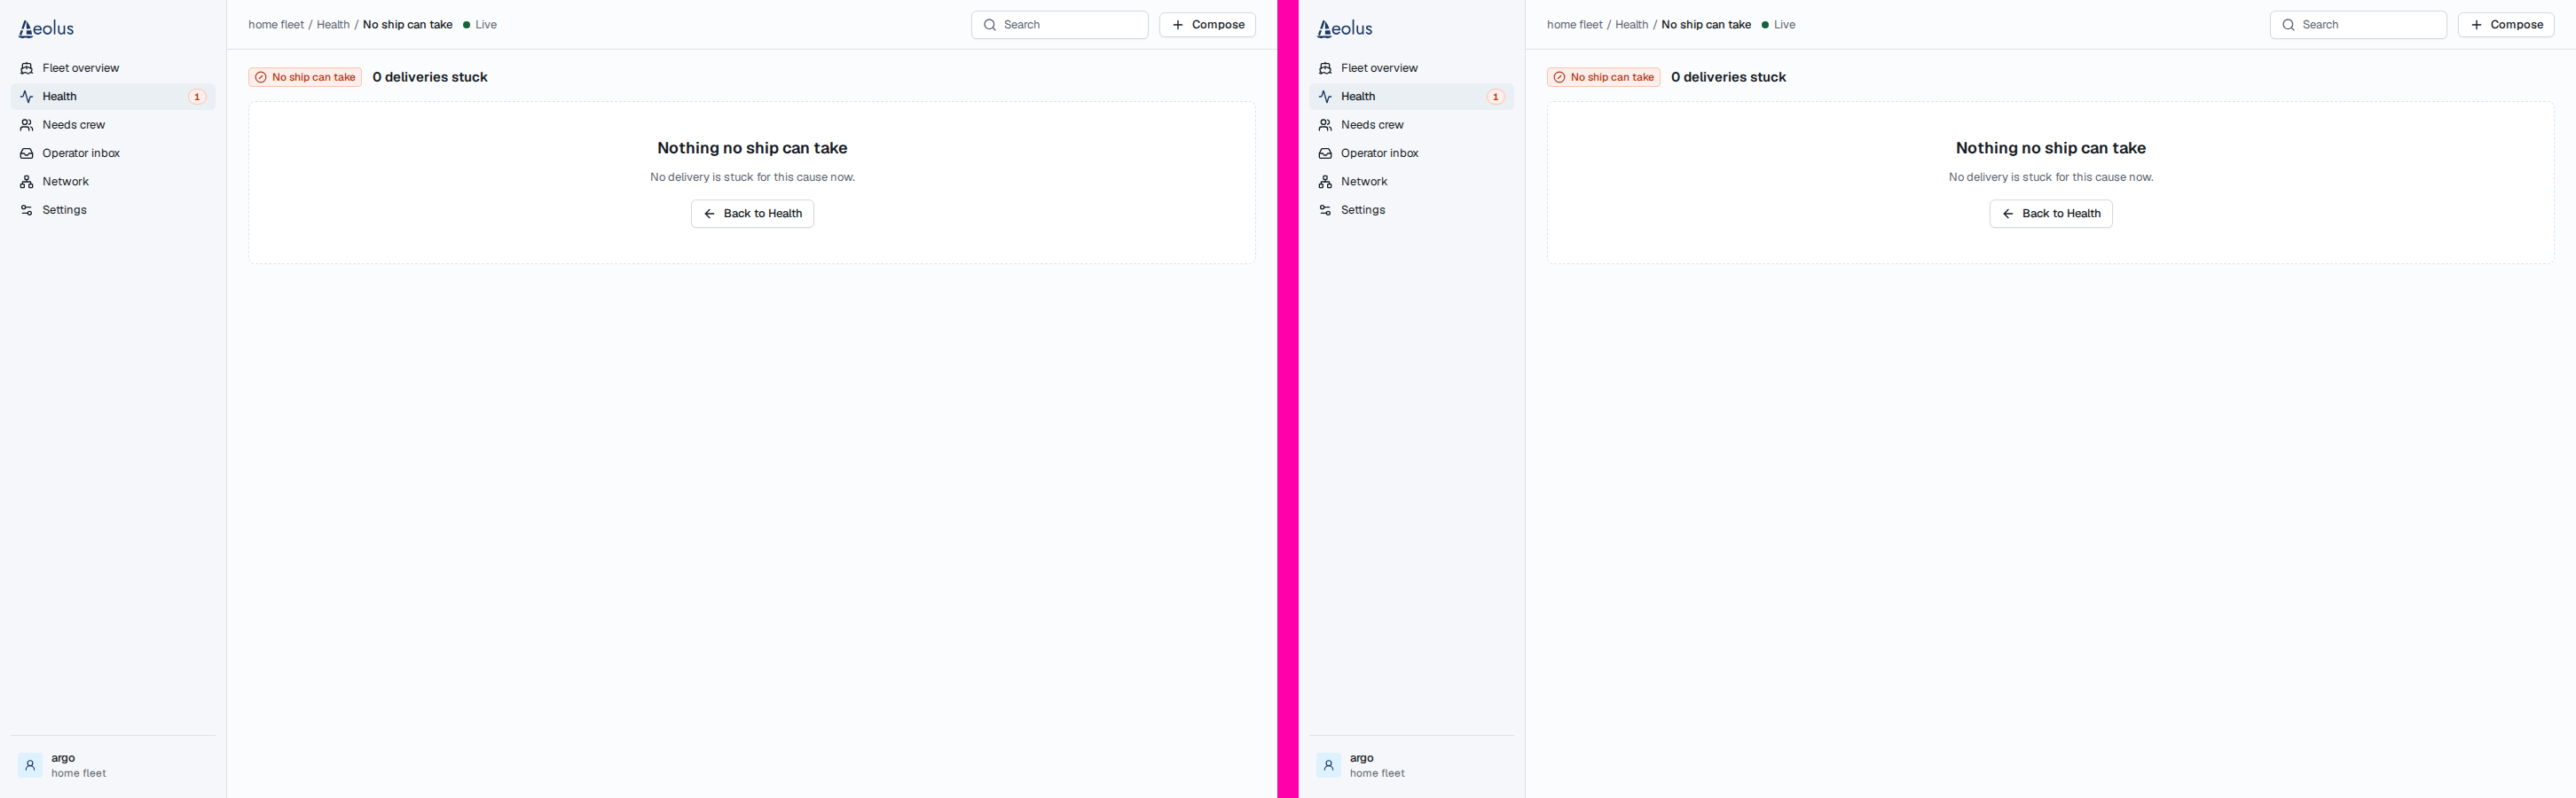 Aeolus
Fleet overview
Health 1
Needs crew
Operator inbox
Network
Settings
argo
home fleet
home fleet / Health / No ship can take Live
Search
Compose
No ship can take 0 deliveries stuck
Nothing no ship can take
No delivery is stuck for this cause now.
Back to Health
Aeolus
Fleet overview
Health 1
Needs crew
Operator inbox
Network
Settings
argo
home fleet
home fleet / Health / No ship can take Live
Search
Compose
No ship can take 0 deliveries stuck
Nothing no ship can take
No delivery is stuck for this cause now.
Back to Health